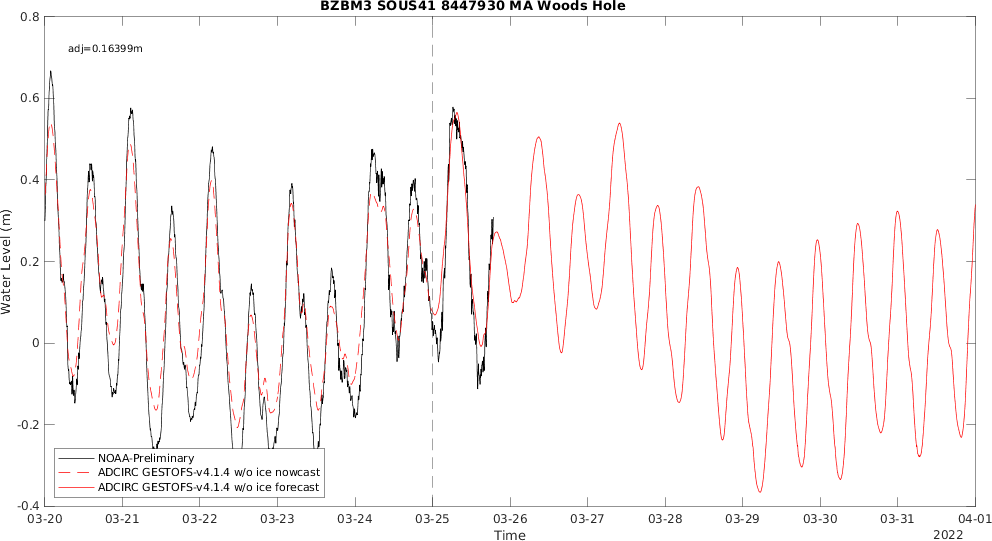 BZBM3 SOUS41 8447930 MA Woods Hole
adj=0.16399m
Water Level (m)
0.8
0.6
0.4
0.2
0
-0.2
-0.4
NOAA-Preliminary
ADCIRC GESTOFS-v4.1.4 w/o ice nowcast
ADCIRC GESTOFS-v4.1.4 w/o ice forecast
03-20 03-21 03-22 03-23 03-24 03-25 03-26 03-27 03-28 03-29 03-30 03-31 04-01
Time
2022